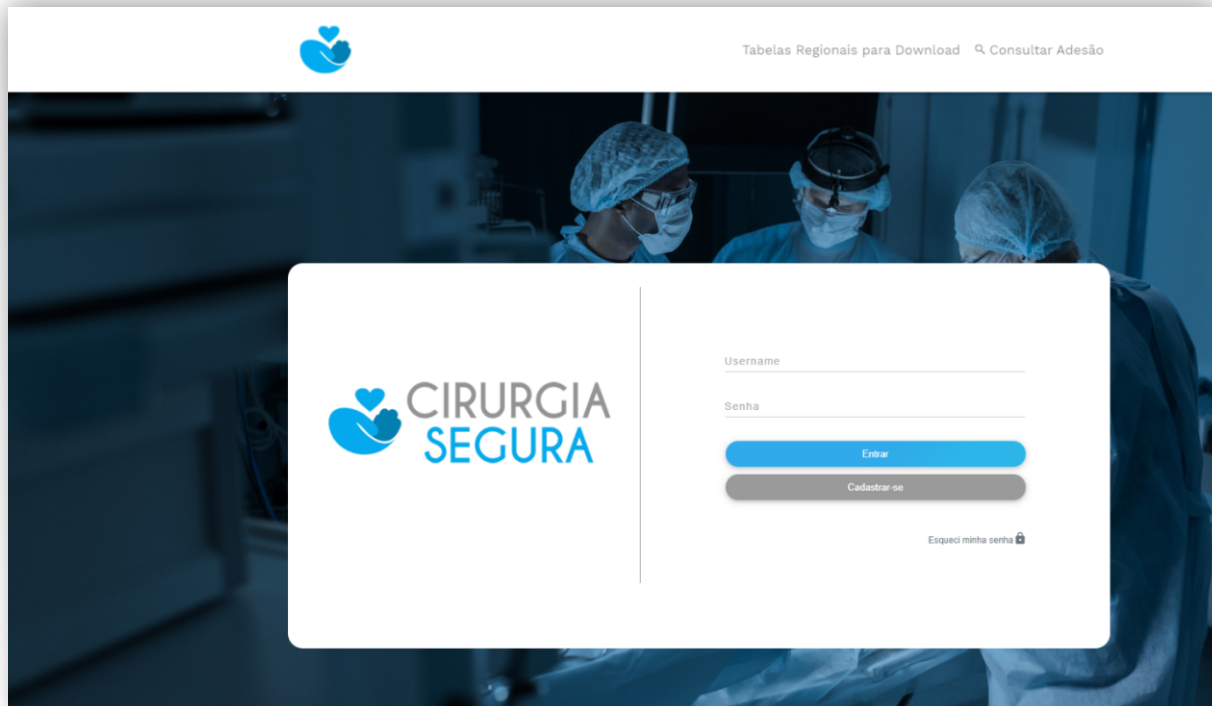 Tabelas Regionais para Download Consultar Adesão
CIRURGIA
SEGURA
Username
Senha
Entrar
Cadastrar-se
Esqueci minha senha